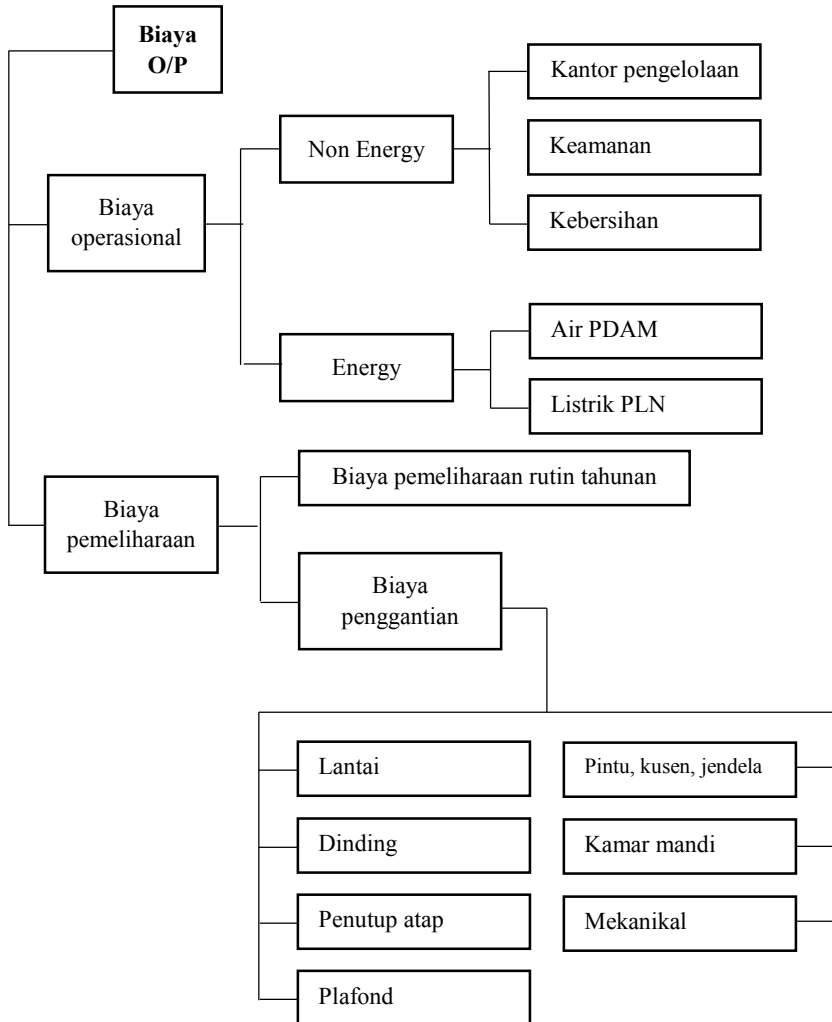 Biaya
O/P
Kantor pengelolaan
Non Energy
Keamanan
Biaya
operasional
Kebersihan
Air PDAM
Energy
Listrik PLN
Biaya pemeliharaan rutin tahunan
Biaya
pemeliharaan
Biaya
penggantian
Lantai
Pintu, kusen, jendela
Dinding
Kamar mandi
Penutup atap
Mekanikal
Plafond